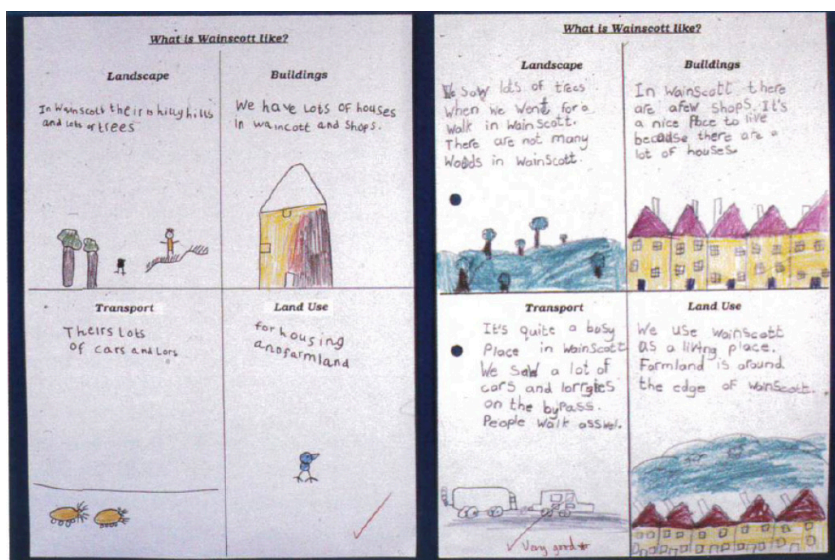 What is Wainscott like?
Landscape
In Wainscott their is hilly hills
and lots of trees
Buildings
We have lots of houses
in waincott and shops.
Transport
Theirs lots
of cars and Lors
Land Use
for housing
and farmland
What is Wainscott like?
Landscape
We saw lots of trees
When we went for a
walk in Wainscott.
There are not many
Woods in Wainscott.
Buildings
In Wainscott there
are afew shops. It's
a nice place to live
because there are a
lot of houses.
Transport
It's quite a busy
Place in Wainscott
We saw a lot of
cars and lorrgies
on the bypass.
People walk asswel.
Very good
Land Use
We use Wainscott
as a living place.
Farmland is around
the edge of Wainscott.